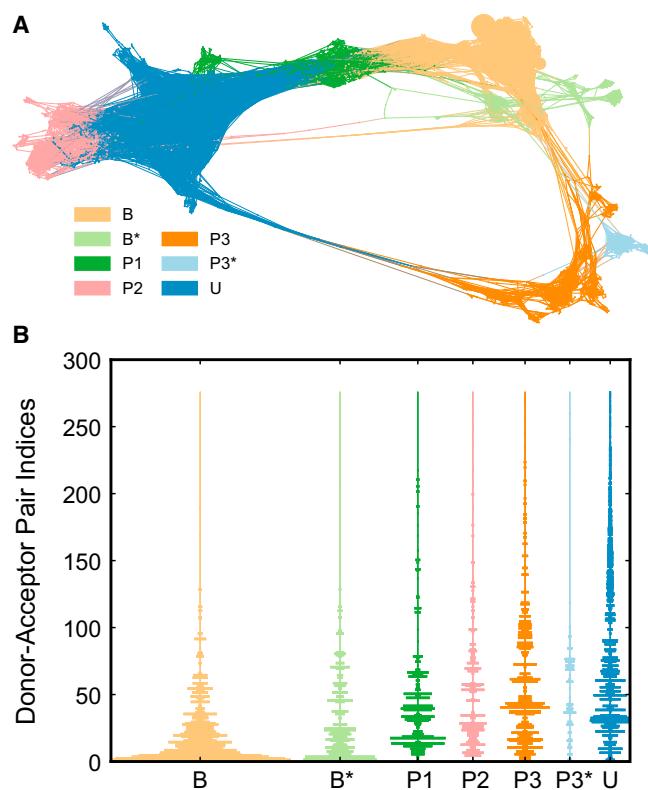 A
B
B* P3
P1 P3*
P2 U
B
Donor-Acceptor Pair Indices
300
250
200
150
100
50
0
B B* P1 P2 P3 P3* U